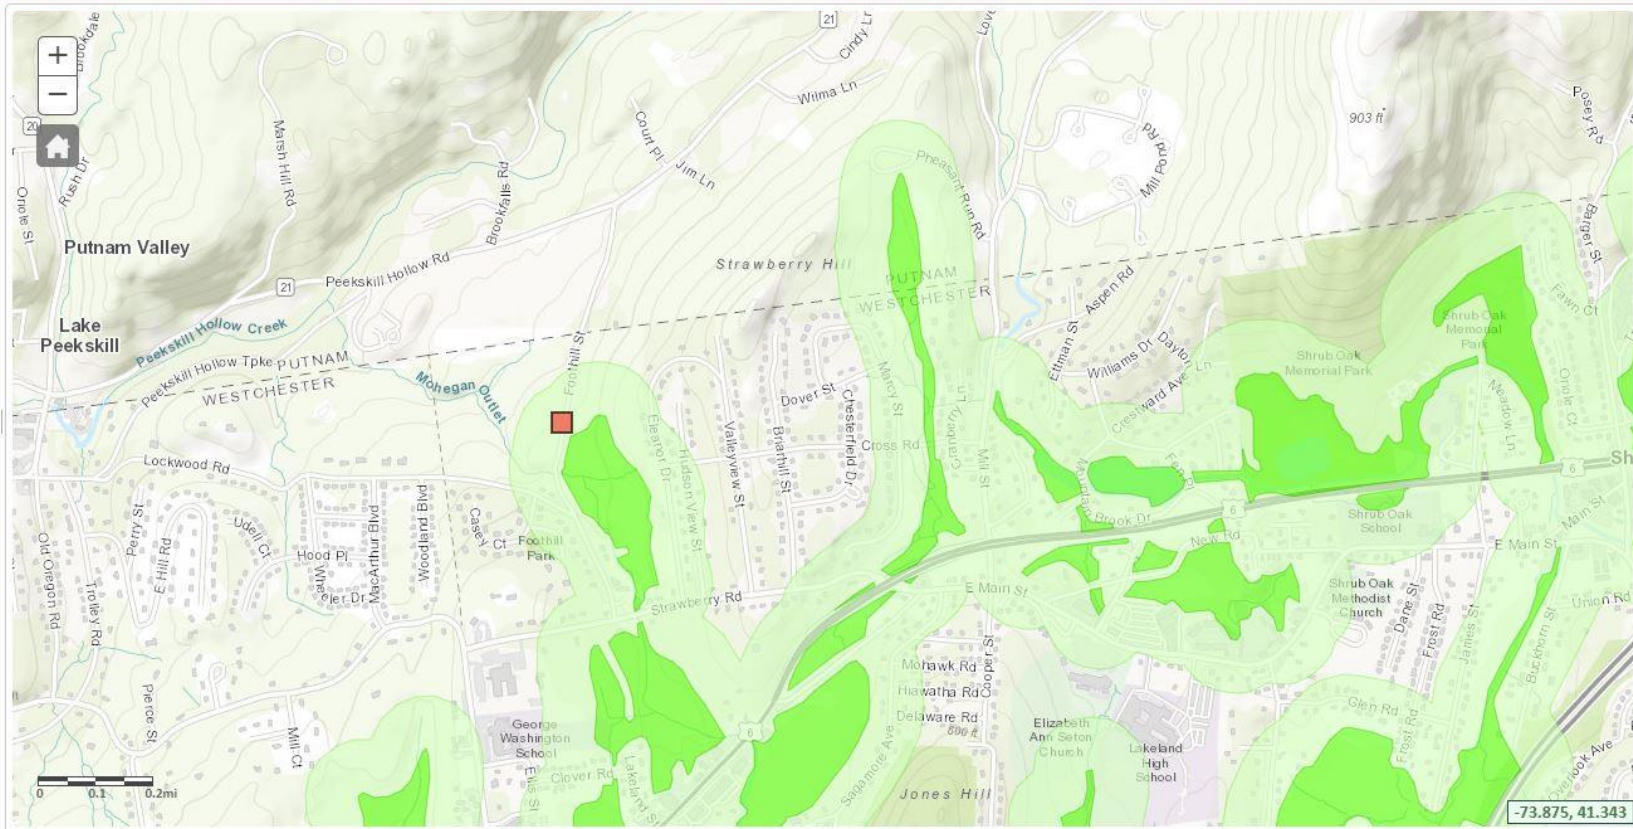 +
−
Brookdale
21
Cindy Ln
Wilma Ln
20
Rush Dr
Oriole St
Marsh Hill Rd
Brookfalls Rd
Court Pl
Jim Ln
Mill Pond Rd
903 ft
Posey Rd
Pheasant Run Rd
Putnam Valley
21
Peekskill Hollow Rd
Strawberry Hill
PUTNAM
WESTCHESTER
Aspen Rd
Barger St
Fawn Ct
Lake
Peekskill
Peekskill Hollow Creek
Peekskill Hollow Tpke
PUTNAM
WESTCHESTER
Mohegan Outlet
Foothill St
Ettman St
Williams Dr
Dayton Ln
Crestward Ave
Shrub Oak
Memorial Park
Shrub Oak
Memorial
Park
Meadow Ln
Oriole Ct
Dover St
Chesterfield Dr
Mercy St
Cross Rd
Cranberry Ln
Mill St
Eleanor Dr
Hudson View St
Valleyview St
Briarhill St
Mountain Brook Dr
Fern Pl
6
6
Sh
Main St
Shrub Oak
School
New Rd
E Main St
Lockwood Rd
Perry St
E Hill Rd
Udell Ct
Hood Pl
Wheeler Dr
MacArthur Blvd
Woodland Blvd
Casey Ct
Foothill
Park
Old Oregon Rd
Trolley Rd
Strawberry Rd
E Main St
Shrub Oak
Methodist
Church
Dane St
Frost Rd
James St
Buckhorn St
Union Rd
Mohawk Rd
Hiawatha Rd
Delaware Rd
600 ft
Cooper St
Pierce St
Mill Ct
George
Washington
School
Ellis St
Clover Rd
Lakeland St
6
Sagamore Ave
Jones Hill
Elizabeth
Ann Seton
Church
Lakeland
High
School
Glen Rd
Frost Rd
Overlook Ave
0 0.1 0.2mi
-73.875, 41.343